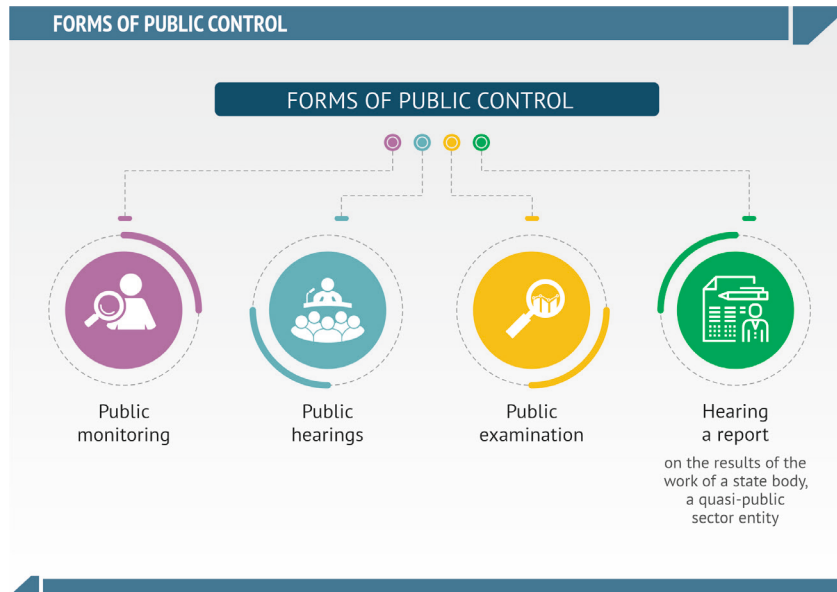 FORMS OF PUBLIC CONTROL
FORMS OF PUBLIC CONTROL
Public
monitoring
Public
hearings
Public
examination
Hearing
a report
on the results of the
work of a state body,
a quasi-public
sector entity